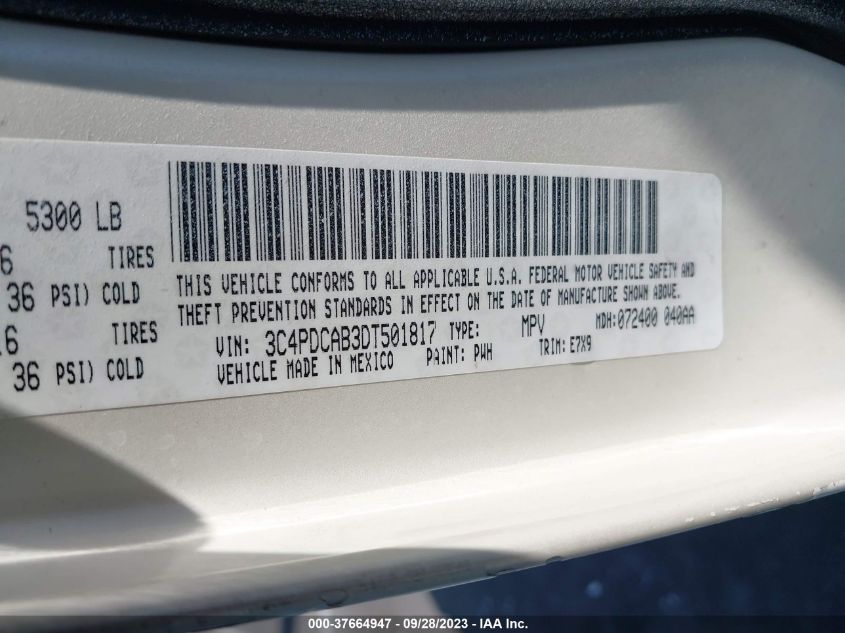 5300 LB
6 TIRES
36 PSI) COLD
16 TIRES
36 PSI) COLD
THIS VEHICLE CONFORMS TO ALL APPLICABLE U.S.A. FEDERAL MOTOR VEHICLE SAFETY AND
THEFT PREVENTION STANDARDS IN EFFECT ON THE DATE OF MANUFACTURE SHOWN ABOVE.
VIN: 3C4PDCAB3DT501817 TYPE: MPV MDH:072400 040AA
VEHICLE MADE IN MEXICO PAINT: PWH TRIM: E7X9
000-37664947 - 09/28/2023 - IAA Inc.